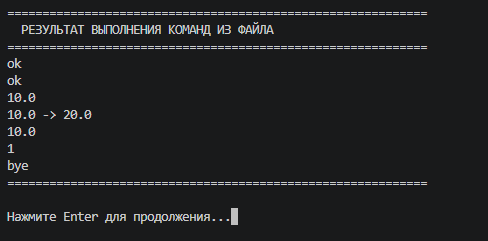 ============================================================
РЕЗУЛЬТАТ ВЫПОЛНЕНИЯ КОМАНД ИЗ ФАЙЛА
============================================================
ok
ok
10.0
10.0 -> 20.0
10.0
1
bye
============================================================
Нажмите Enter для продолжения...